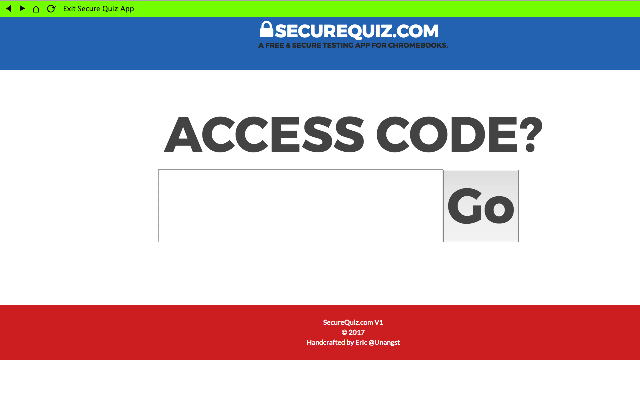 Exit Secure Quiz App
SECUREQUIZ.COM
A FREE & SECURE TESTING APP FOR CHROMEBOOKS.
ACCESS CODE?
Go
SecureQuiz.com V1
© 2017
Handcrafted by Eric @Unangst